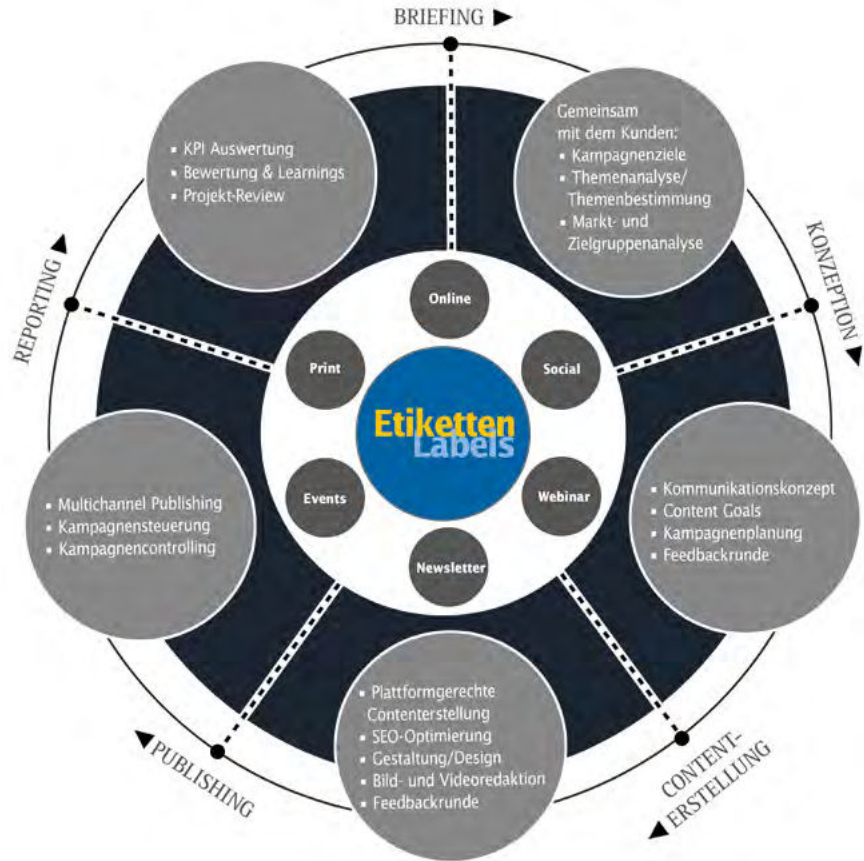 BRIEFING ►
Gemeinsam
mit dem Kunden:
▪ Kampagnenziele
▪ Themenanalyse/
Themenbestimmung
▪ Markt- und
Zielgruppenanalyse
KONZEPTION ►
▪ Kommunikationskonzept
▪ Content Goals
▪ Kampagnenplanung
▪ Feedbackrunde
CONTENT-
ERSTELLUNG ►
▪ Plattformgerechte
Contenterstellung
▪ SEO-Optimierung
▪ Gestaltung/Design
▪ Bild- und Videoredaktion
▪ Feedbackrunde
◄ PUBLISHING
▪ Multichannel Publishing
▪ Kampagnensteuerung
▪ Kampagnencontrolling
REPORTING ►
▪ KPI Auswertung
▪ Bewertung & Learnings
▪ Projekt-Review
Online
Social
Webinar
Newsletter
Events
Print
Etiketten
Labels